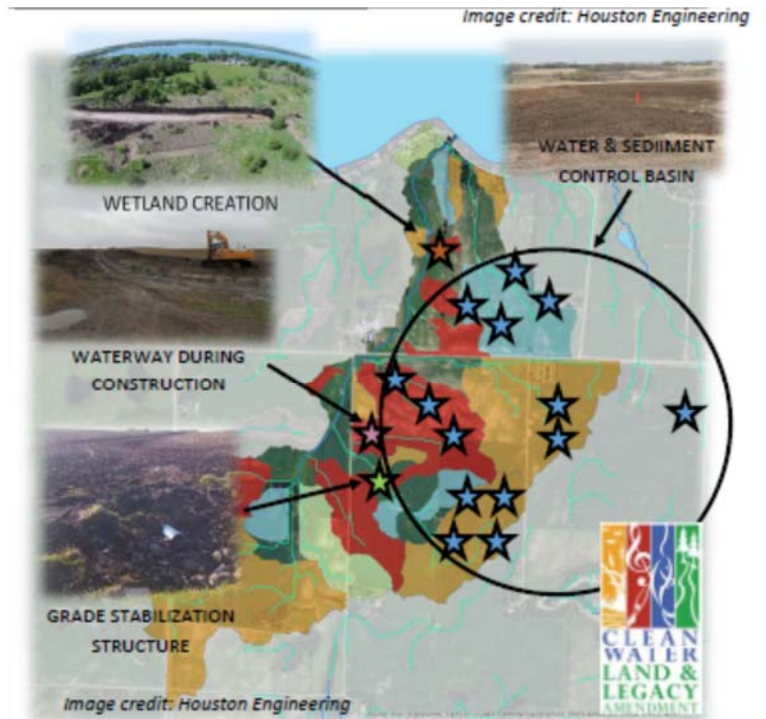 Image credit: Houston Engineering
WATER & SEDIIMENT
CONTROL BASIN
WETLAND CREATION
WATERWAY DURING
CONSTRUCTION
GRADE STABILIZATION
STRUCTURE
CLEAN
WATER
LAND &
LEGACY
AMENDMENT
Image credit: Houston Engineering